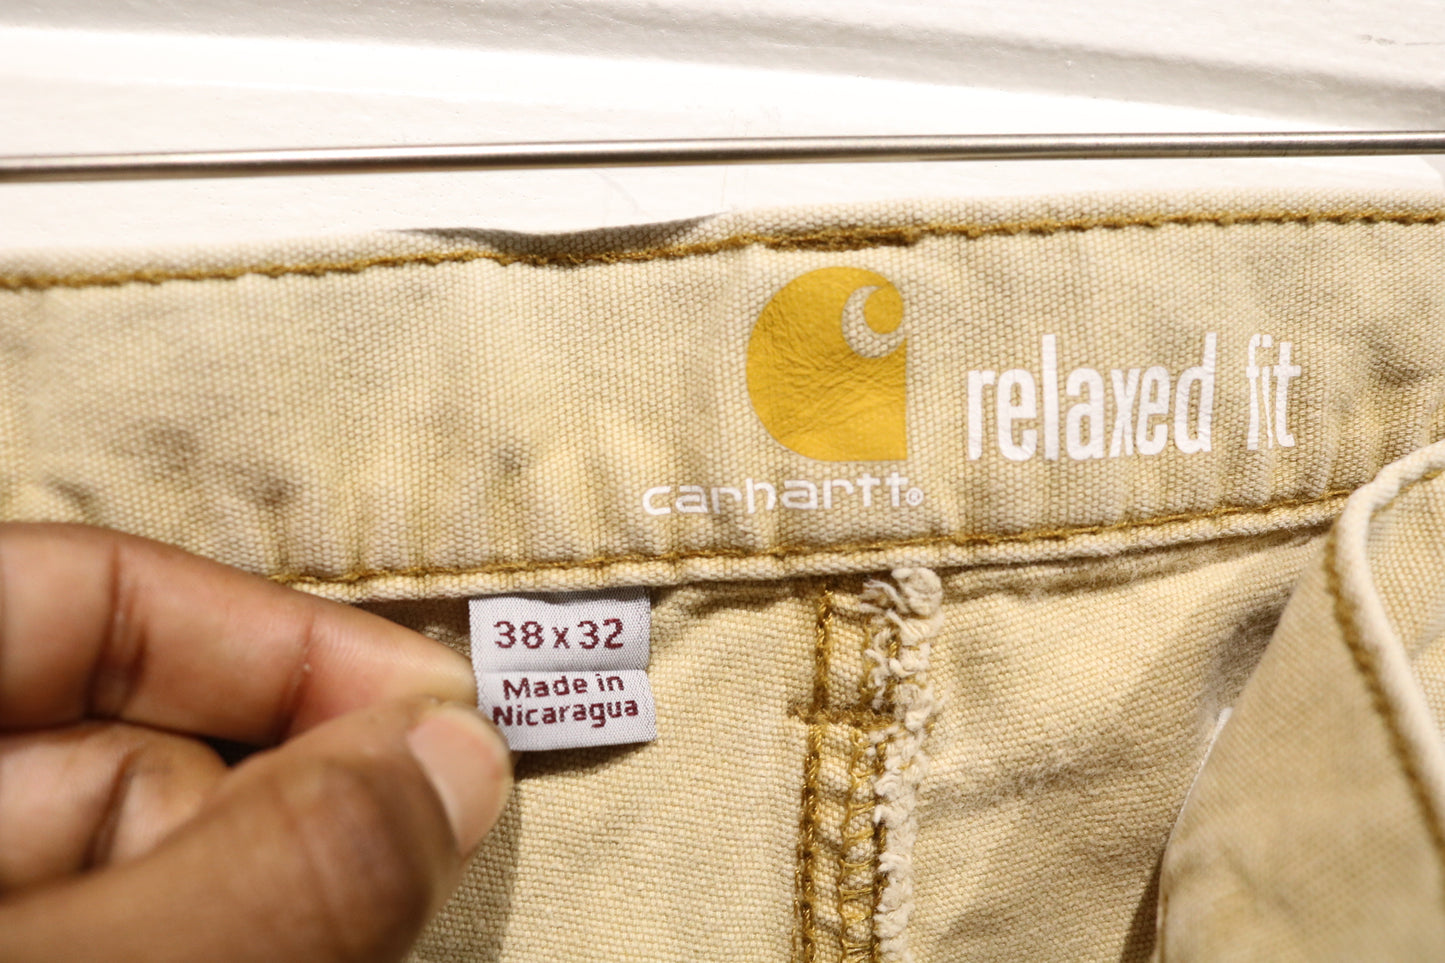 relaxed fit
carhartt®
38 x 32
Made in
Nicaragua